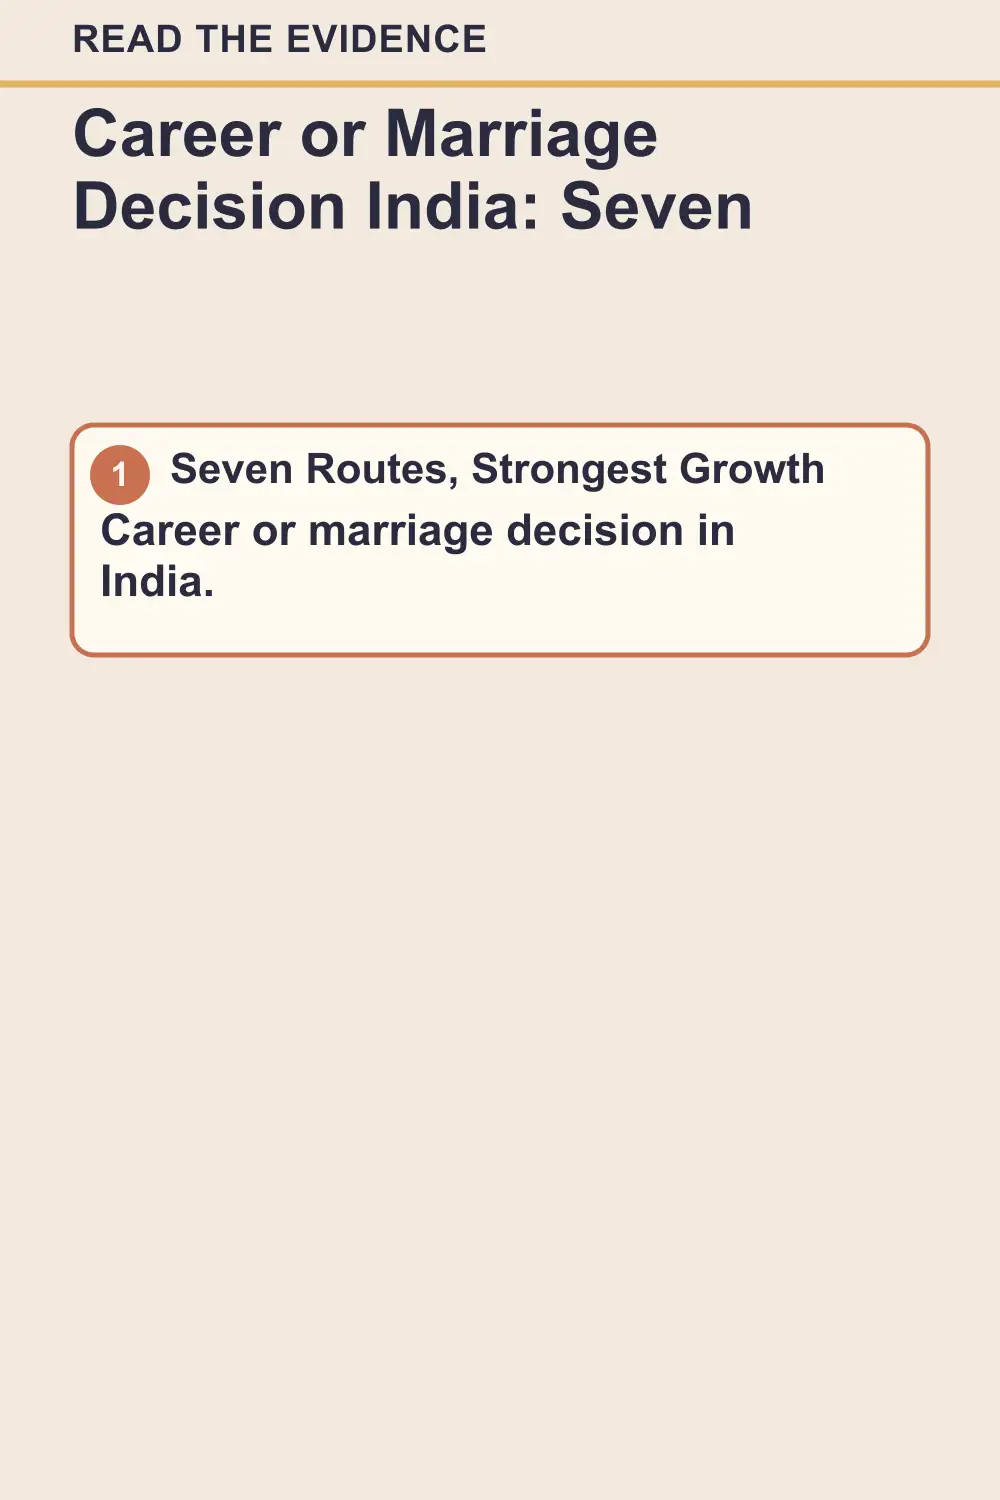 READ THE EVIDENCE
Career or Marriage
Decision India: Seven
1 Seven Routes, Strongest Growth
Career or marriage decision in
India.